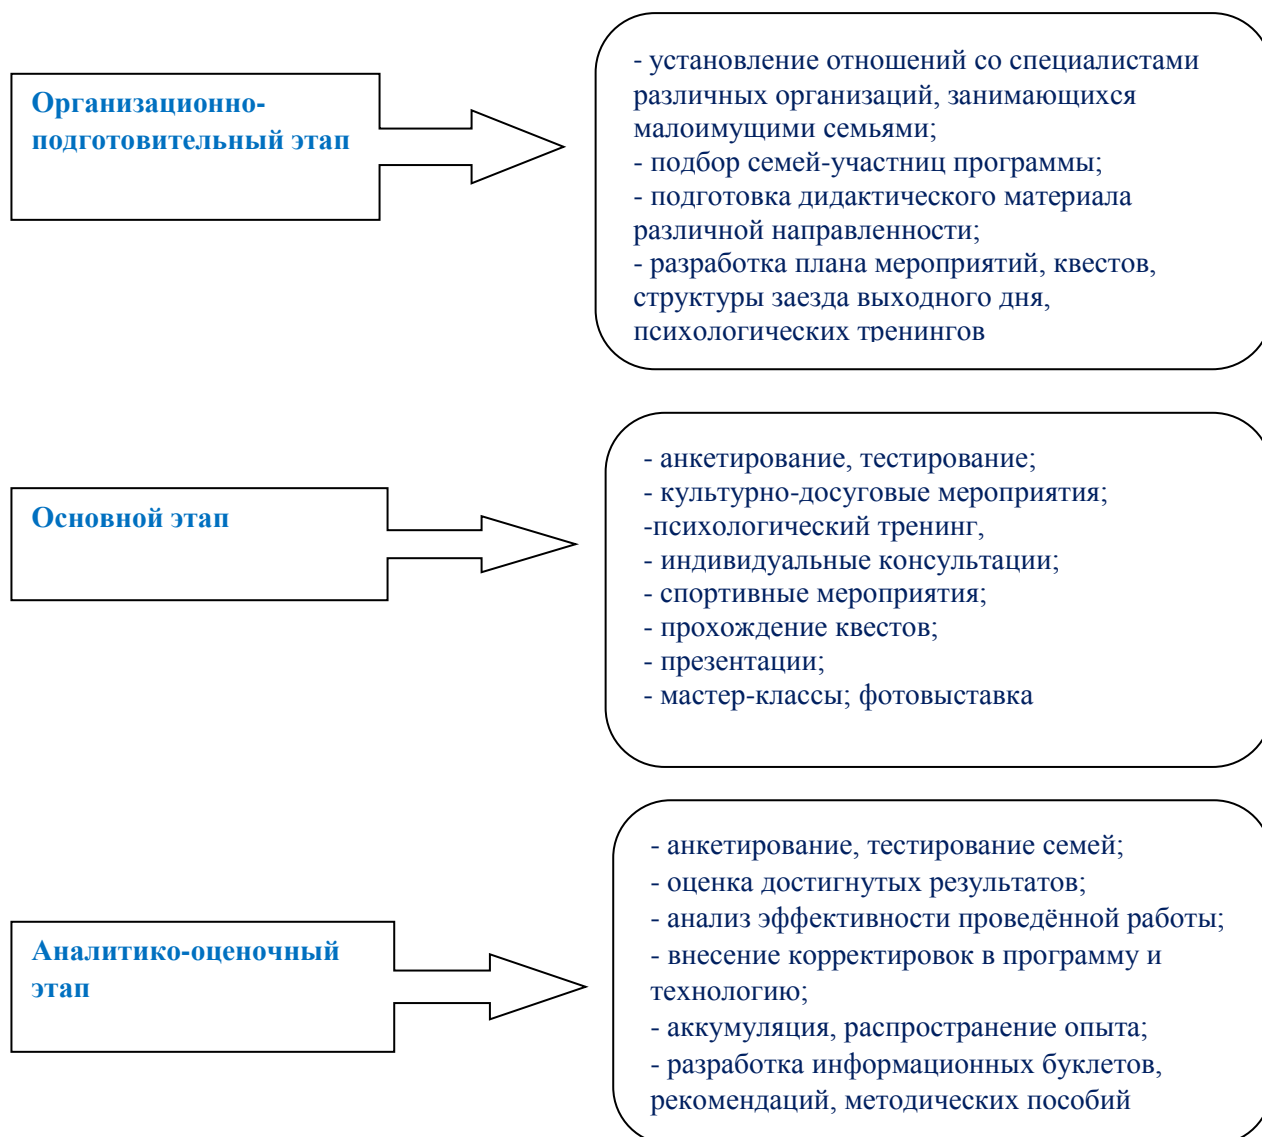 Организационно-
подготовительный этап
- установление отношений со специалистами
различных организаций, занимающихся
малоимущими семьями;
- подбор семей-участниц программы;
- подготовка дидактического материала
различной направленности;
- разработка плана мероприятий, квестов,
структуры заезда выходного дня,
психологических тренингов
Основной этап
- анкетирование, тестирование;
- культурно-досуговые мероприятия;
-психологический тренинг,
- индивидуальные консультации;
- спортивные мероприятия;
- прохождение квестов;
- презентации;
- мастер-классы; фотовыставка
Аналитико-оценочный
этап
- анкетирование, тестирование семей;
- оценка достигнутых результатов;
- анализ эффективности проведённой работы;
- внесение корректировок в программу и
технологию;
- аккумуляция, распространение опыта;
- разработка информационных буклетов,
рекомендаций, методических пособий